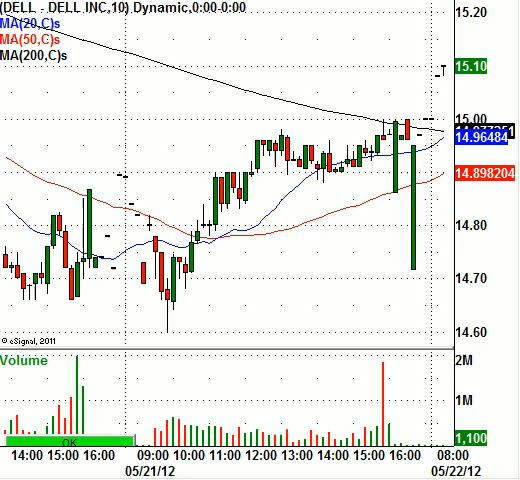 (DELL - DELL INC,10) Dynamic,0:00-0:00
MA(20,C)s
MA(50,C)s
MA(200,C)s
15.20
15.10
15.00
14.96484
14.898204
14.80
14.70
14.60
© eSignal, 2011
Volume
2M
1M
1,100
OK
14:00 15:00 16:00 09:00 10:00 11:00 12:00 13:00 14:00 15:00 16:00 08:00
05/21/12 05/22/12